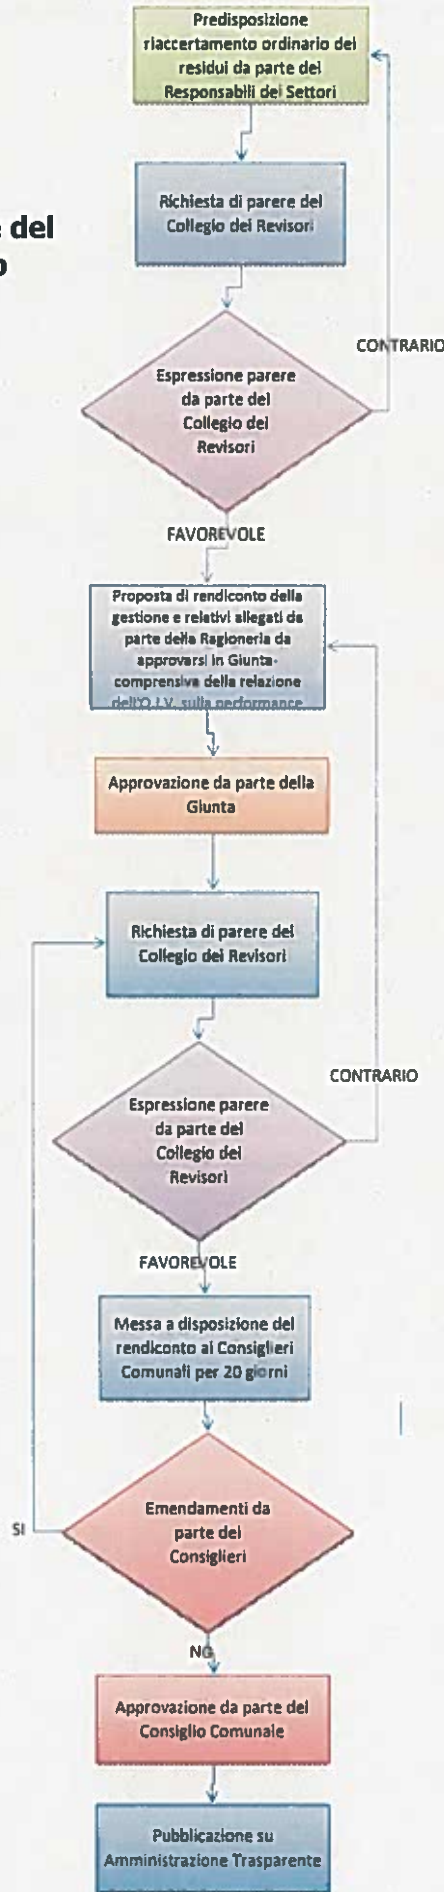 Predisposizione
riaccertamento ordinario dei
residui da parte dei
Responsabili dei Settori
Richiesta di parere del
Collegio dei Revisori
del
CONTRARIO
Espressione parere
da parte del
Collegio dei
Revisori
FAVOREVOLE
Proposta di rendiconto della
gestione e relativi allegati da
parte della Ragioneria da
approvarsi in Giunta-
comprensiva della relazione
dell'O.I.V. sulla performance
Approvazione da parte della
Giunta
Richiesta di parere del
Collegio dei Revisori
CONTRARIO
Espressione parere
da parte del
Collegio dei
Revisori
FAVOREVOLE
Messa a disposizione del
rendiconto ai Consiglieri
Comunali per 20 giorni
Emendamenti da
parte dei
Consiglieri
SI
NO
Approvazione da parte del
Consiglio Comunale
Pubblicazione su
Amministrazione Trasparente